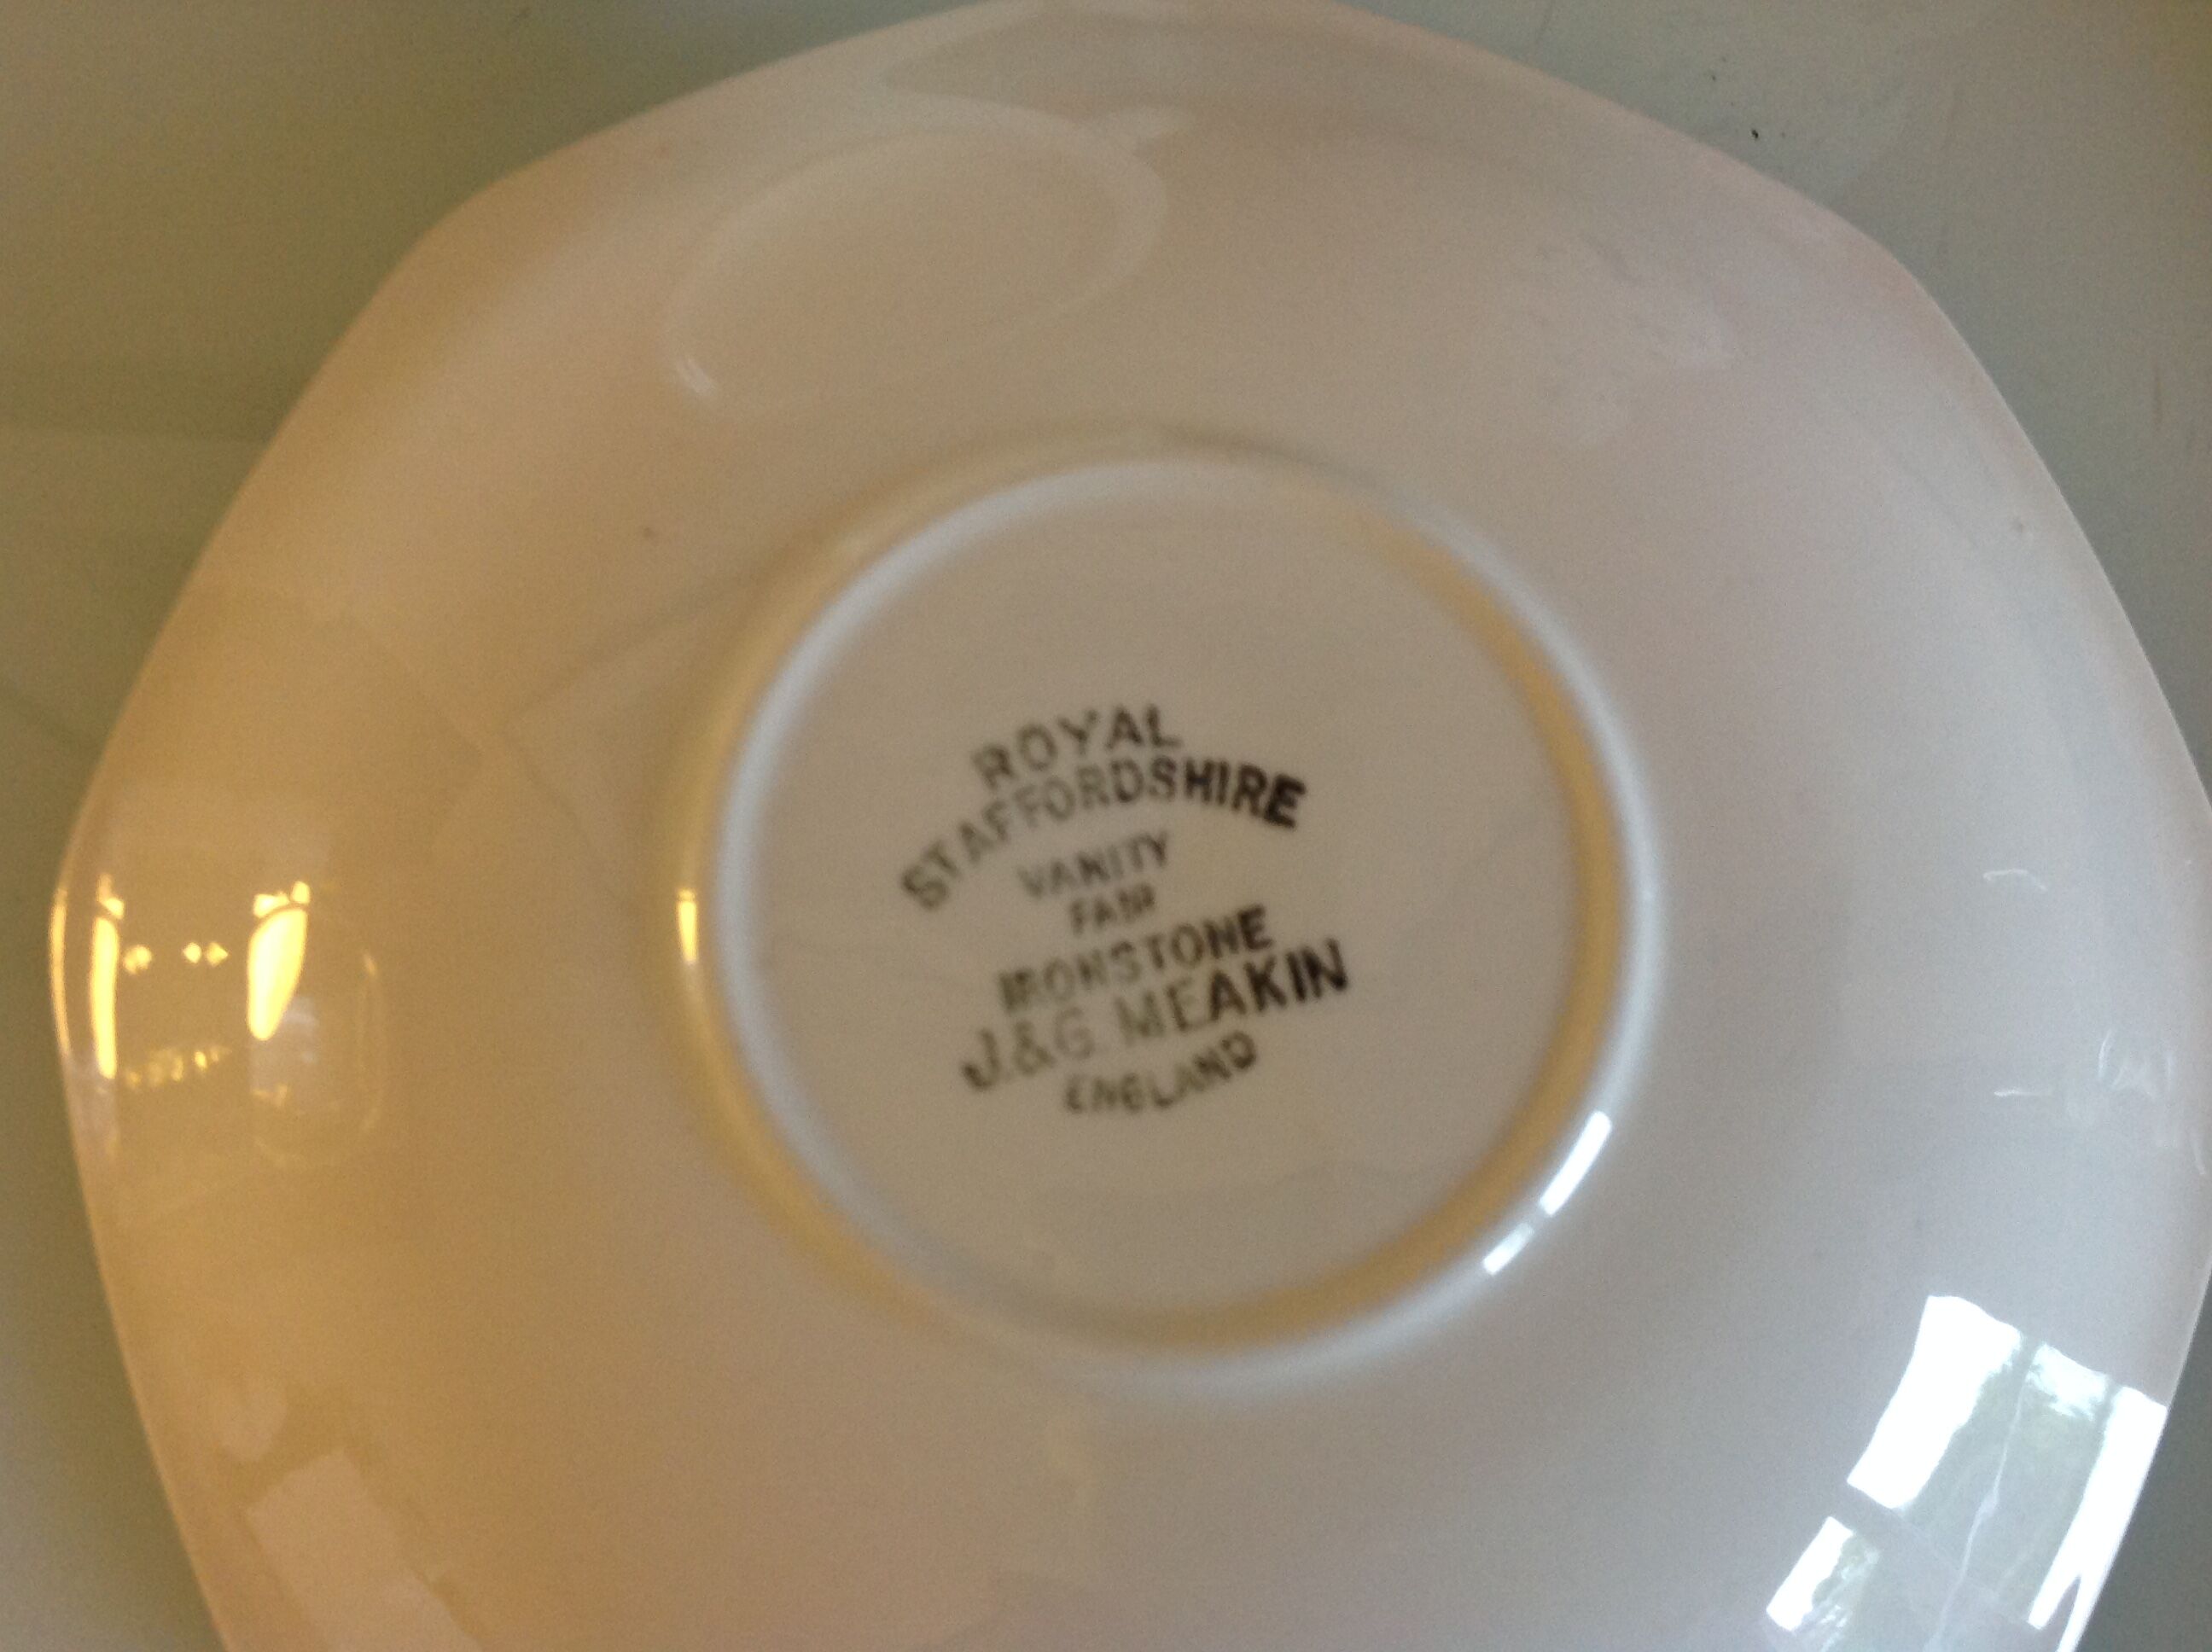 ROYAL
STAFFORDSHIRE
VANITY
FAIR
IRONSTONE
J.&G. MEAKIN
ENGLAND